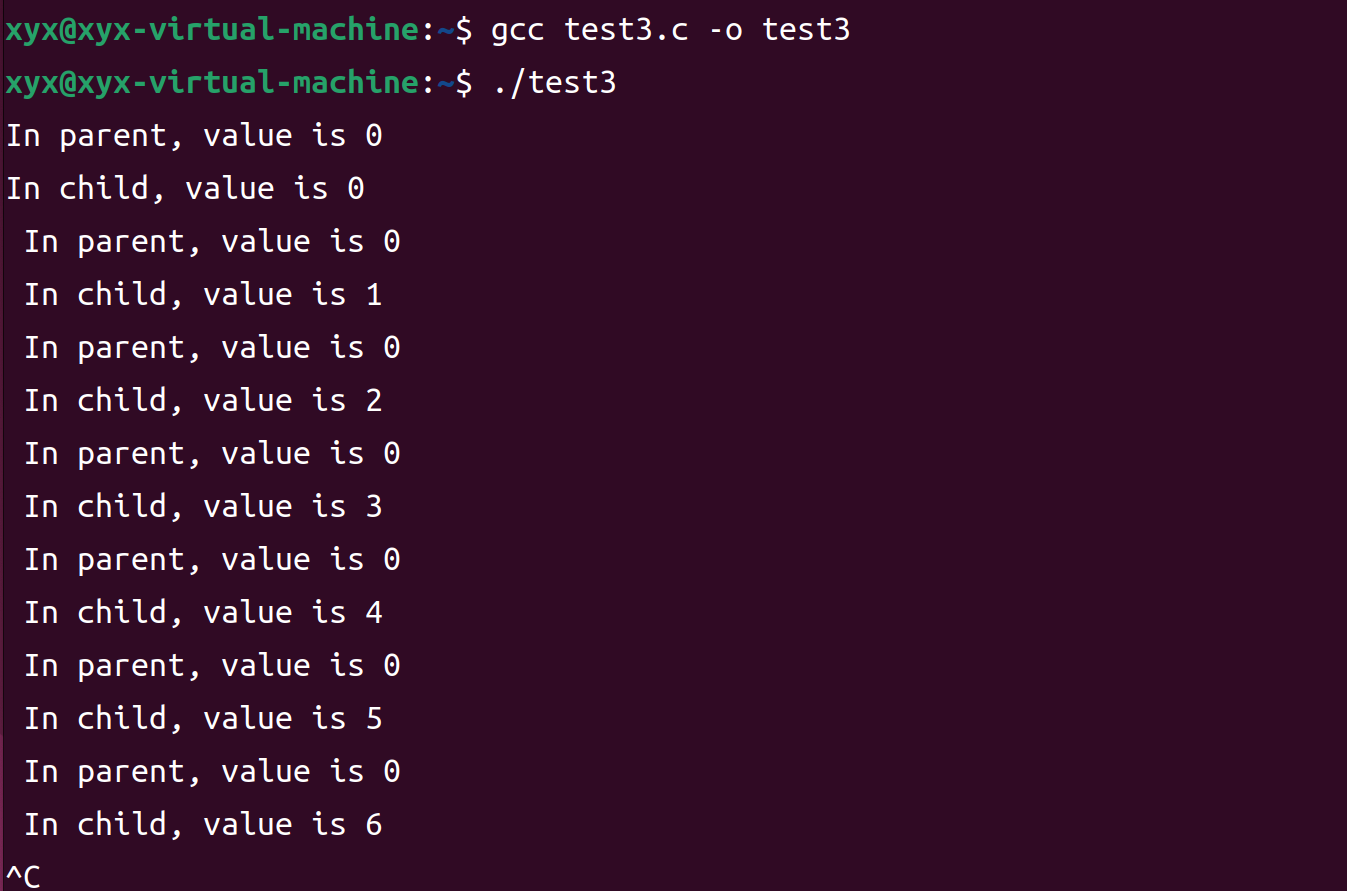 xyx@xyx-virtual-machine:~$ gcc test3.c -o test3
xyx@xyx-virtual-machine:~$ ./test3
In parent, value is 0
In child, value is 0
 In parent, value is 0
 In child, value is 1
 In parent, value is 0
 In child, value is 2
 In parent, value is 0
 In child, value is 3
 In parent, value is 0
 In child, value is 4
 In parent, value is 0
 In child, value is 5
 In parent, value is 0
 In child, value is 6
^C